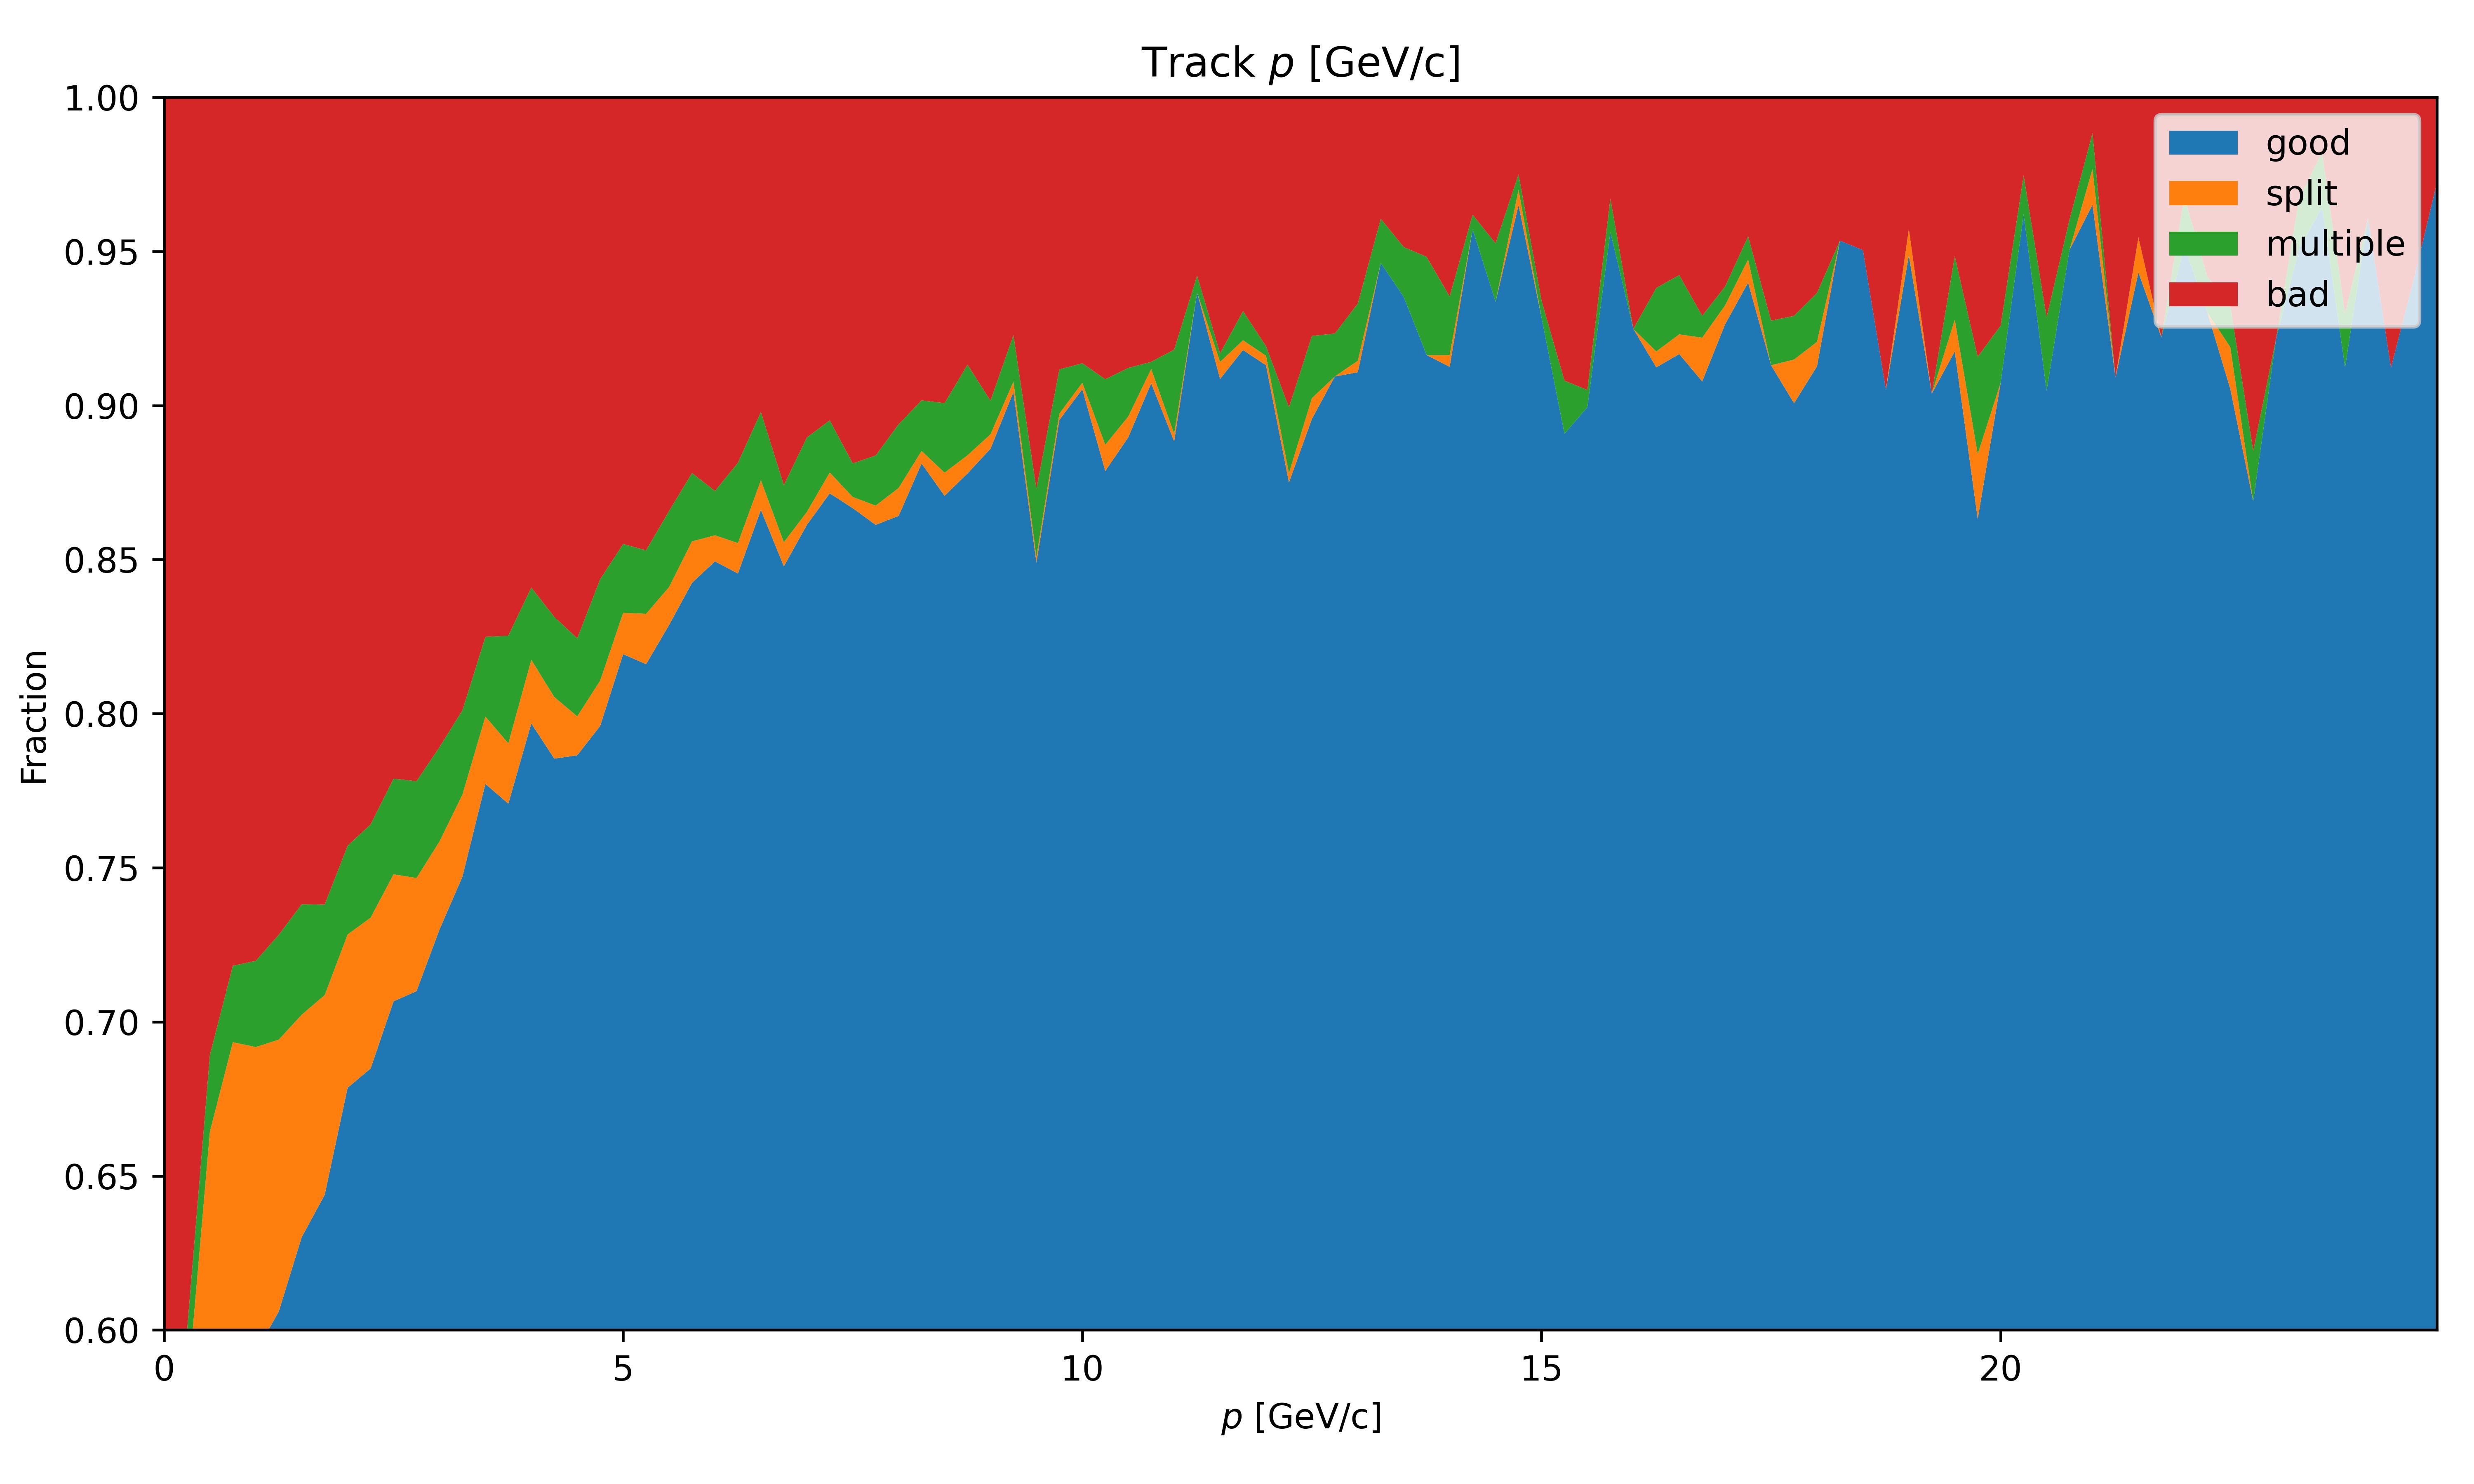 Track p [GeV/c]
1.00
0.95
0.90
0.85
0.80
0.75
0.70
0.65
0.60
Fraction
good
split
multiple
bad
0 5 10 15 20
p [GeV/c]